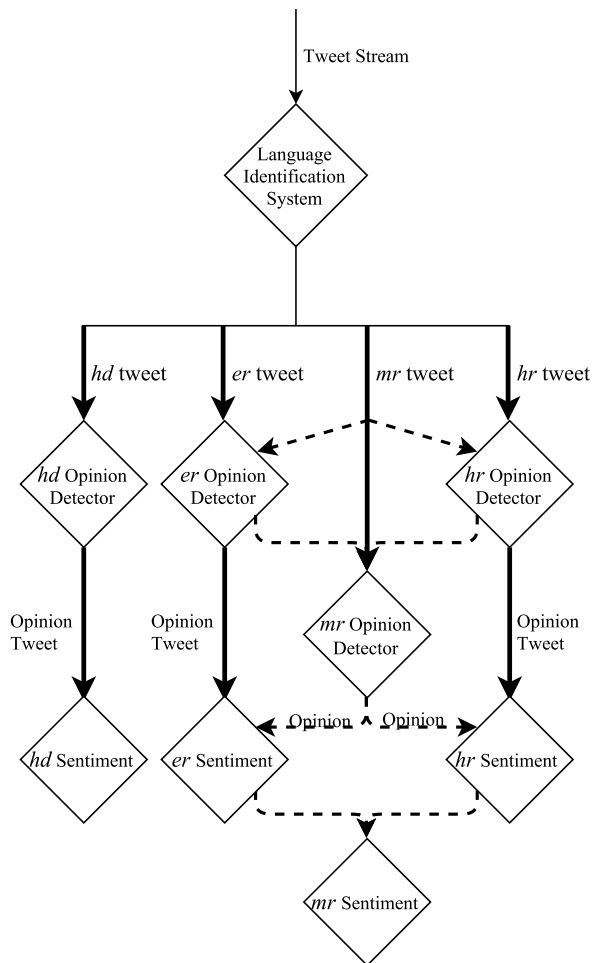 Tweet Stream
Language
Identification
System
hd tweet
er tweet
mr tweet
hr tweet
hd Opinion
Detector
er Opinion
Detector
hr Opinion
Detector
Opinion
Tweet
Opinion
Tweet
mr Opinion
Detector
Opinion
Tweet
Opinion
Opinion
hd Sentiment
er Sentiment
hr Sentiment
mr Sentiment